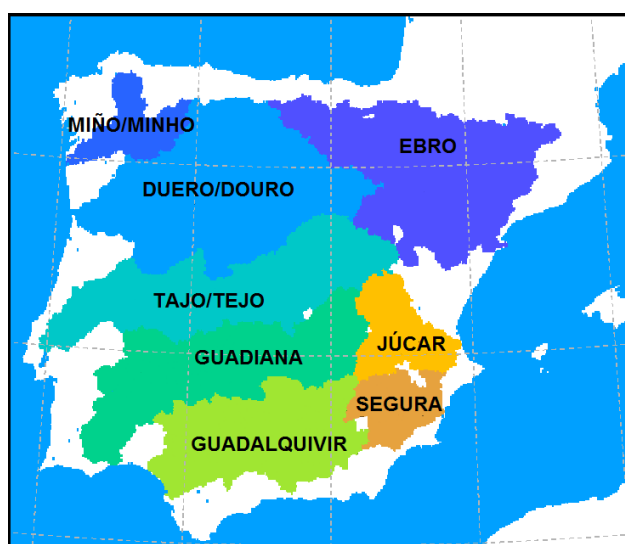 MIÑO/MINHO
EBRO
DUERO/DOURO
TAJO/TEJO
JÚCAR
GUADIANA
SEGURA
GUADALQUIVIR